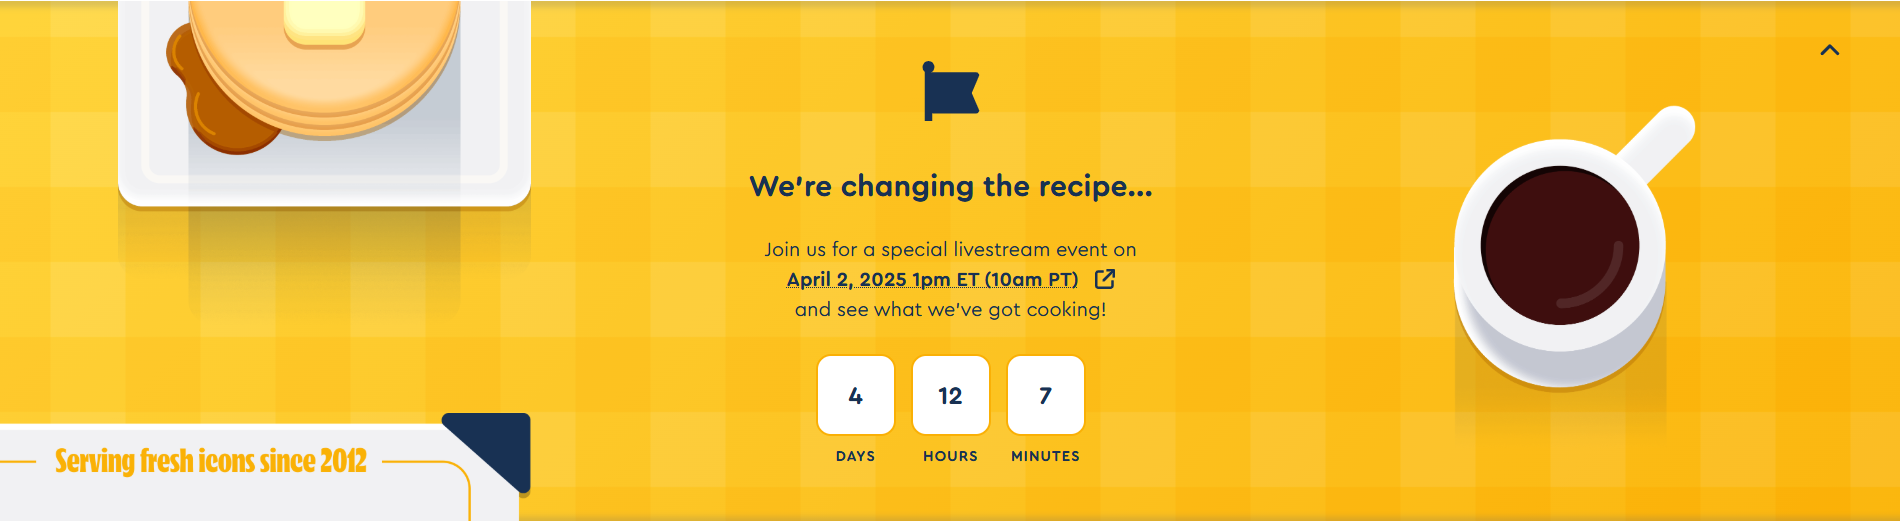 We're changing the recipe...
Join us for a special livestream event on
April 2, 2025 1pm ET (10am PT)
and see what we've got cooking!
4 12 7
DAYS HOURS MINUTES
Serving fresh icons since 2012